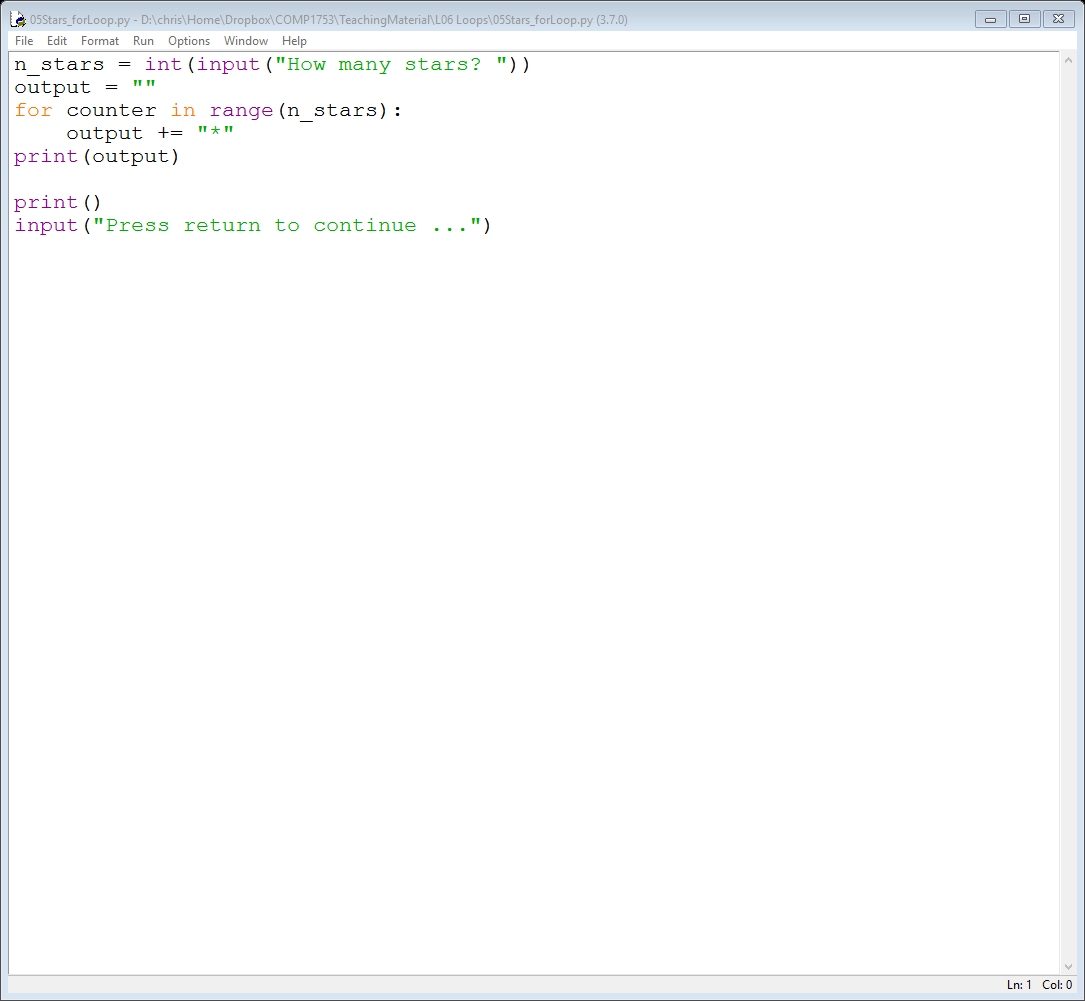 05Stars_forLoop.py - D:\chris\Home\Dropbox\COMP1753\TeachingMaterial\L06 Loops\05Stars_forLoop.py (3.7.0)
File Edit Format Run Options Window Help
n_stars = int(input("How many stars? "))
output = ""
for counter in range(n_stars):
    output += "*"
print(output)

print()
input("Press return to continue ...")
Ln: 1 Col: 0